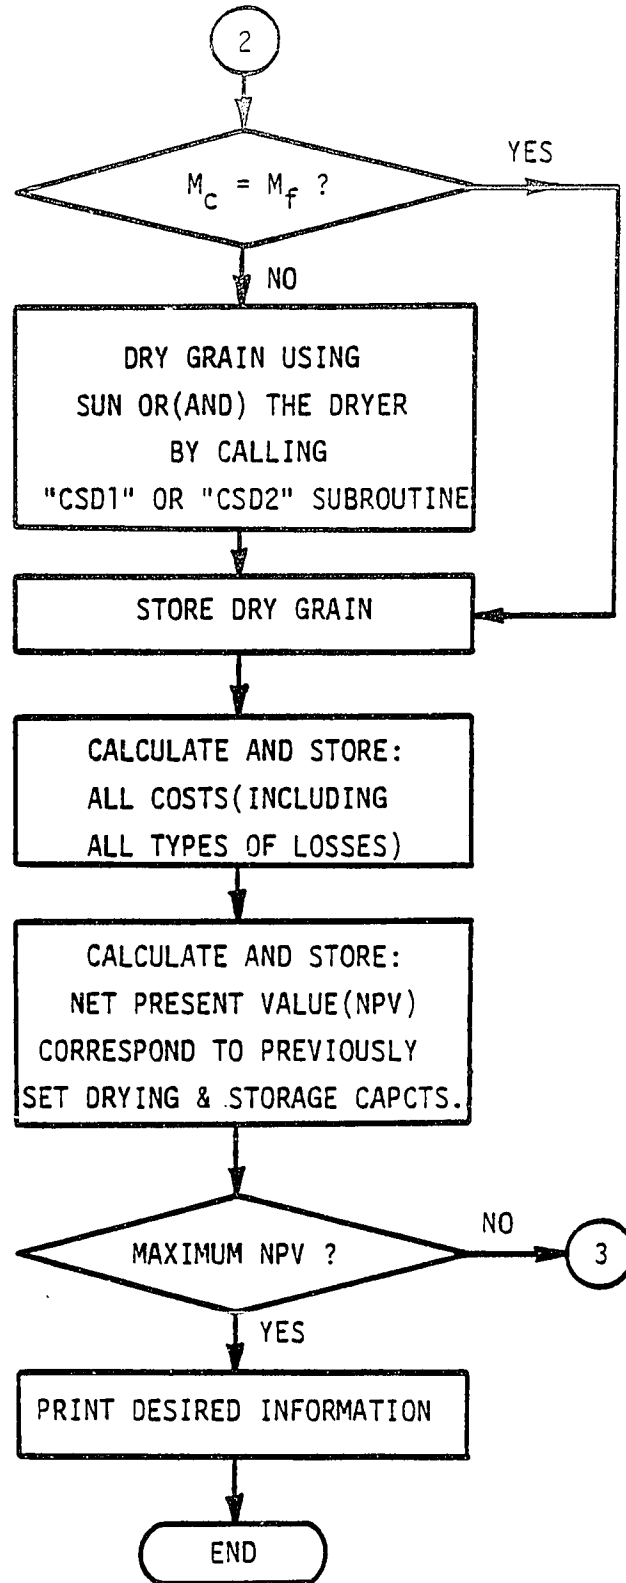 2
M_c = M_f ?
YES
NO
DRY GRAIN USING
SUN OR(AND) THE DRYER
BY CALLING
"CSD1" OR "CSD2" SUBROUTINE
STORE DRY GRAIN
CALCULATE AND STORE:
ALL COSTS(INCLUDING
ALL TYPES OF LOSSES)
CALCULATE AND STORE:
NET PRESENT VALUE(NPV)
CORRESPOND TO PREVIOUSLY
SET DRYING & STORAGE CAPCTS.
MAXIMUM NPV ?
NO
3
YES
PRINT DESIRED INFORMATION
END